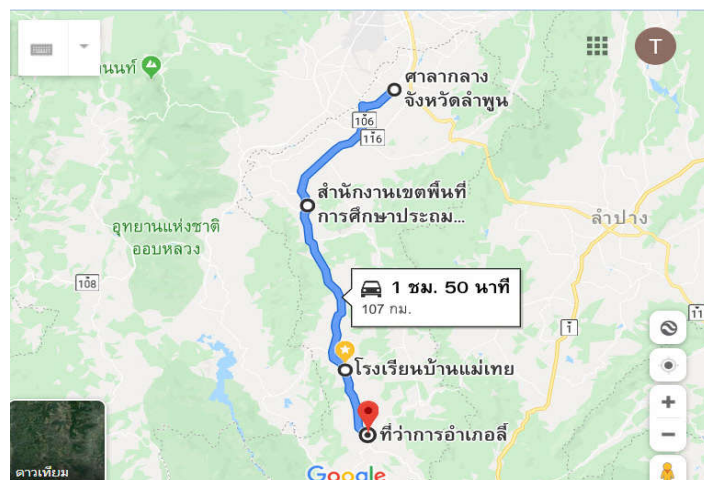 านนท์
T
ศาลากลาง
จังหวัดลำพูน
106
116
สำนักงานเขตพื้นที่
การศึกษาประถม...
อุทยานแห่งชาติ
ออบหลวง
ลำปาง
108
1 ชม. 50 นาที
107 กม.
11
1
โรงเรียนบ้านแม่เทย
ที่ว่าการอำเภอลี้
ดาวเทียม
Google